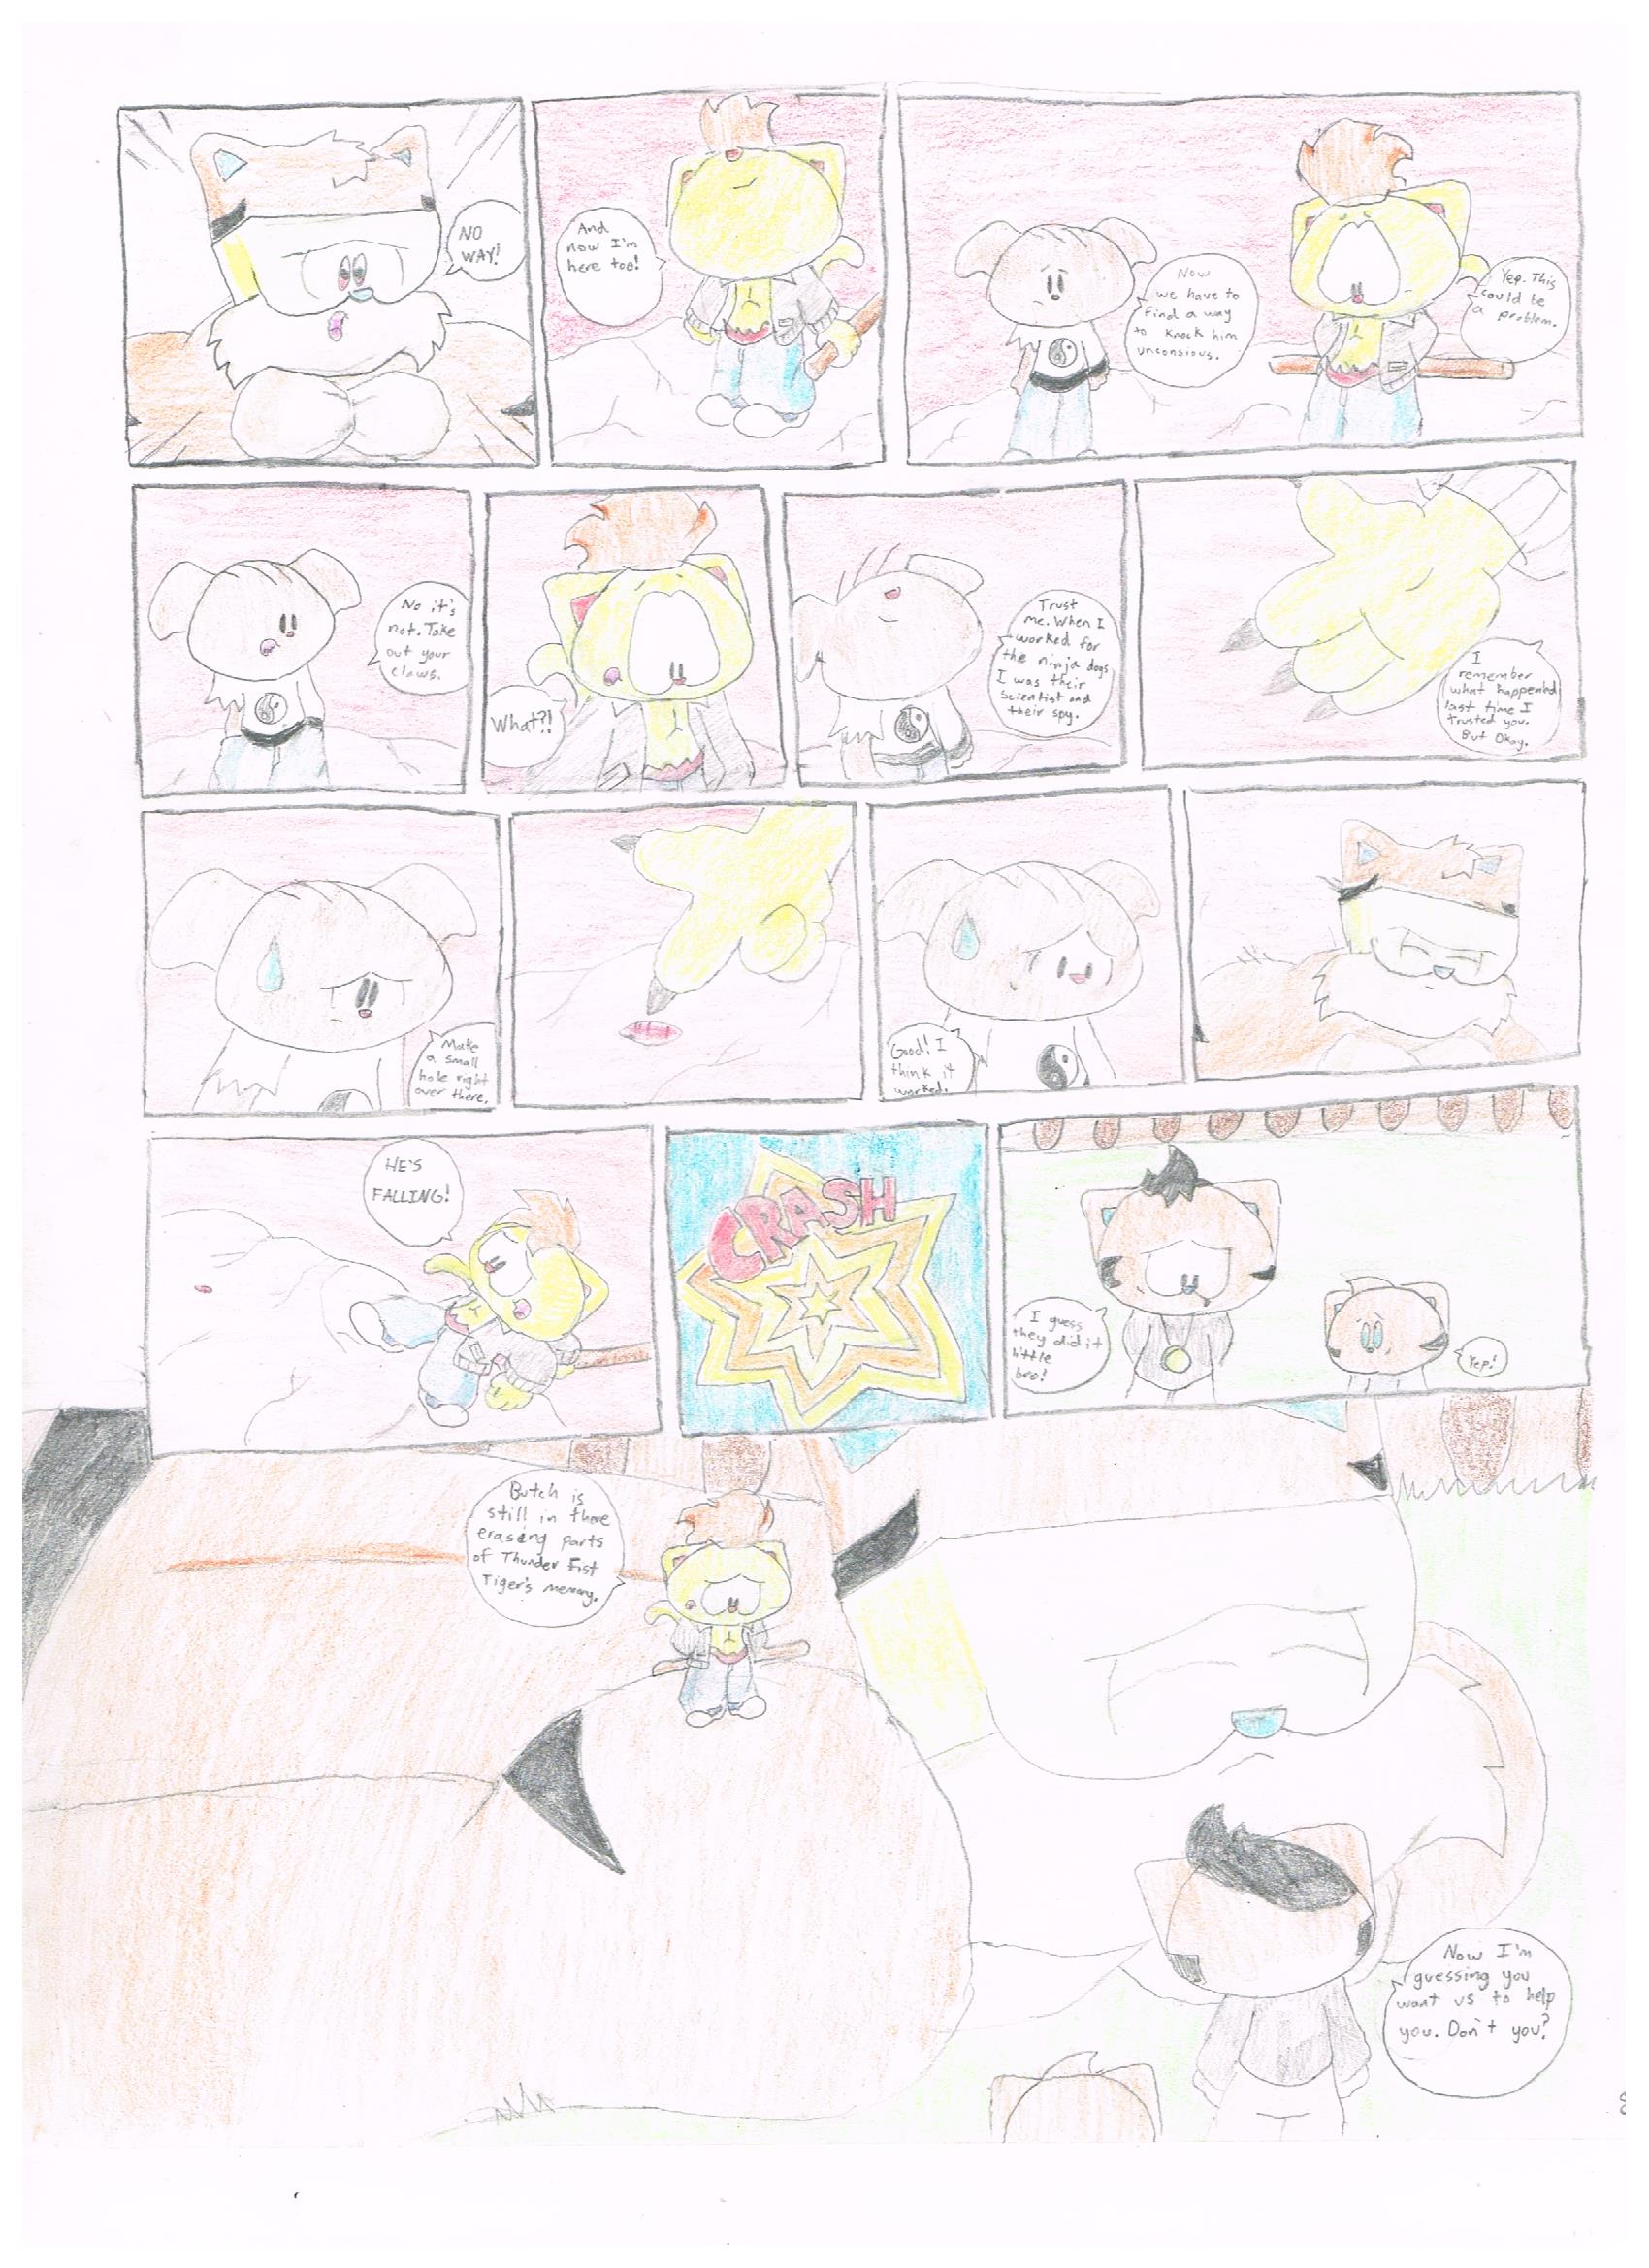 NO
WAY!
And
now I'm
here too!
Now
we have to
find a way
to knock him
unconsious.
Yep. This
could be
a problem.
No it's
not. Take
out your
claws.
What?!
Trust
me. When I
worked for
the ninja dogs
I was their
Scientist and
their spy.
I
remember
what happened
last time I
trusted you.
But Okay.
Make
a small
hole right
over there.
Good! I
think it
worked.
HE'S
FALLING!
CRASH
I guess
they did it
little
bro!
Yep!
Butch is
still in there
erasing parts
of Thunder Fist
Tiger's memory.
Now I'm
guessing you
want us to help
you. Don't you?